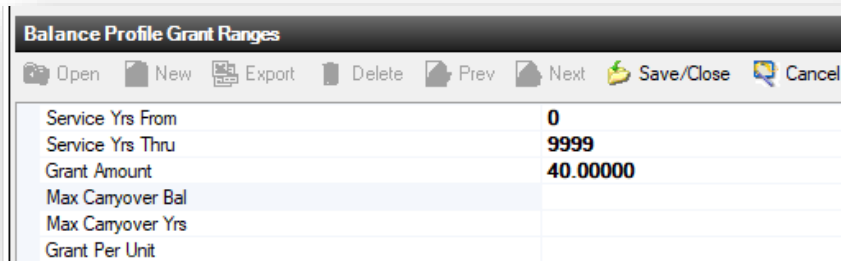 Balance Profile Grant Ranges
Open New Export Delete Prev Next Save/Close Cancel
Service Yrs From 0
Service Yrs Thru 9999
Grant Amount 40.00000
Max Carryover Bal
Max Carryover Yrs
Grant Per Unit